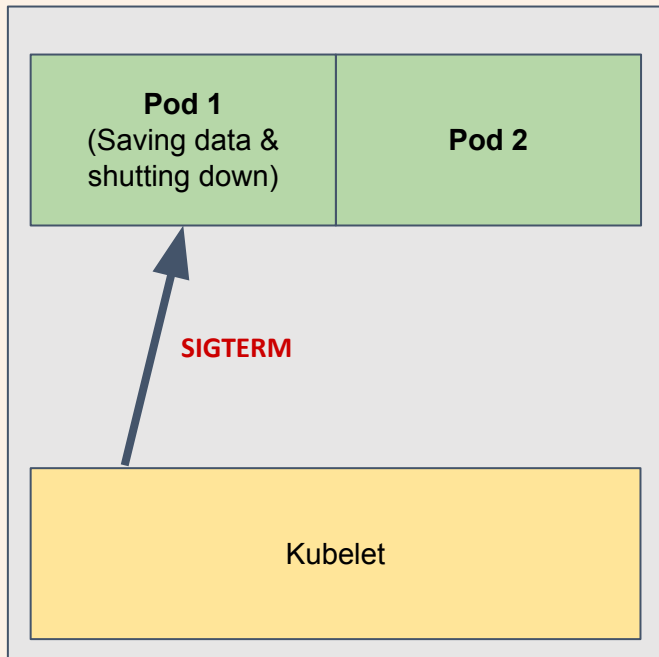 Pod 1
(Saving data &
shutting down)
Pod 2
SIGTERM
Kubelet